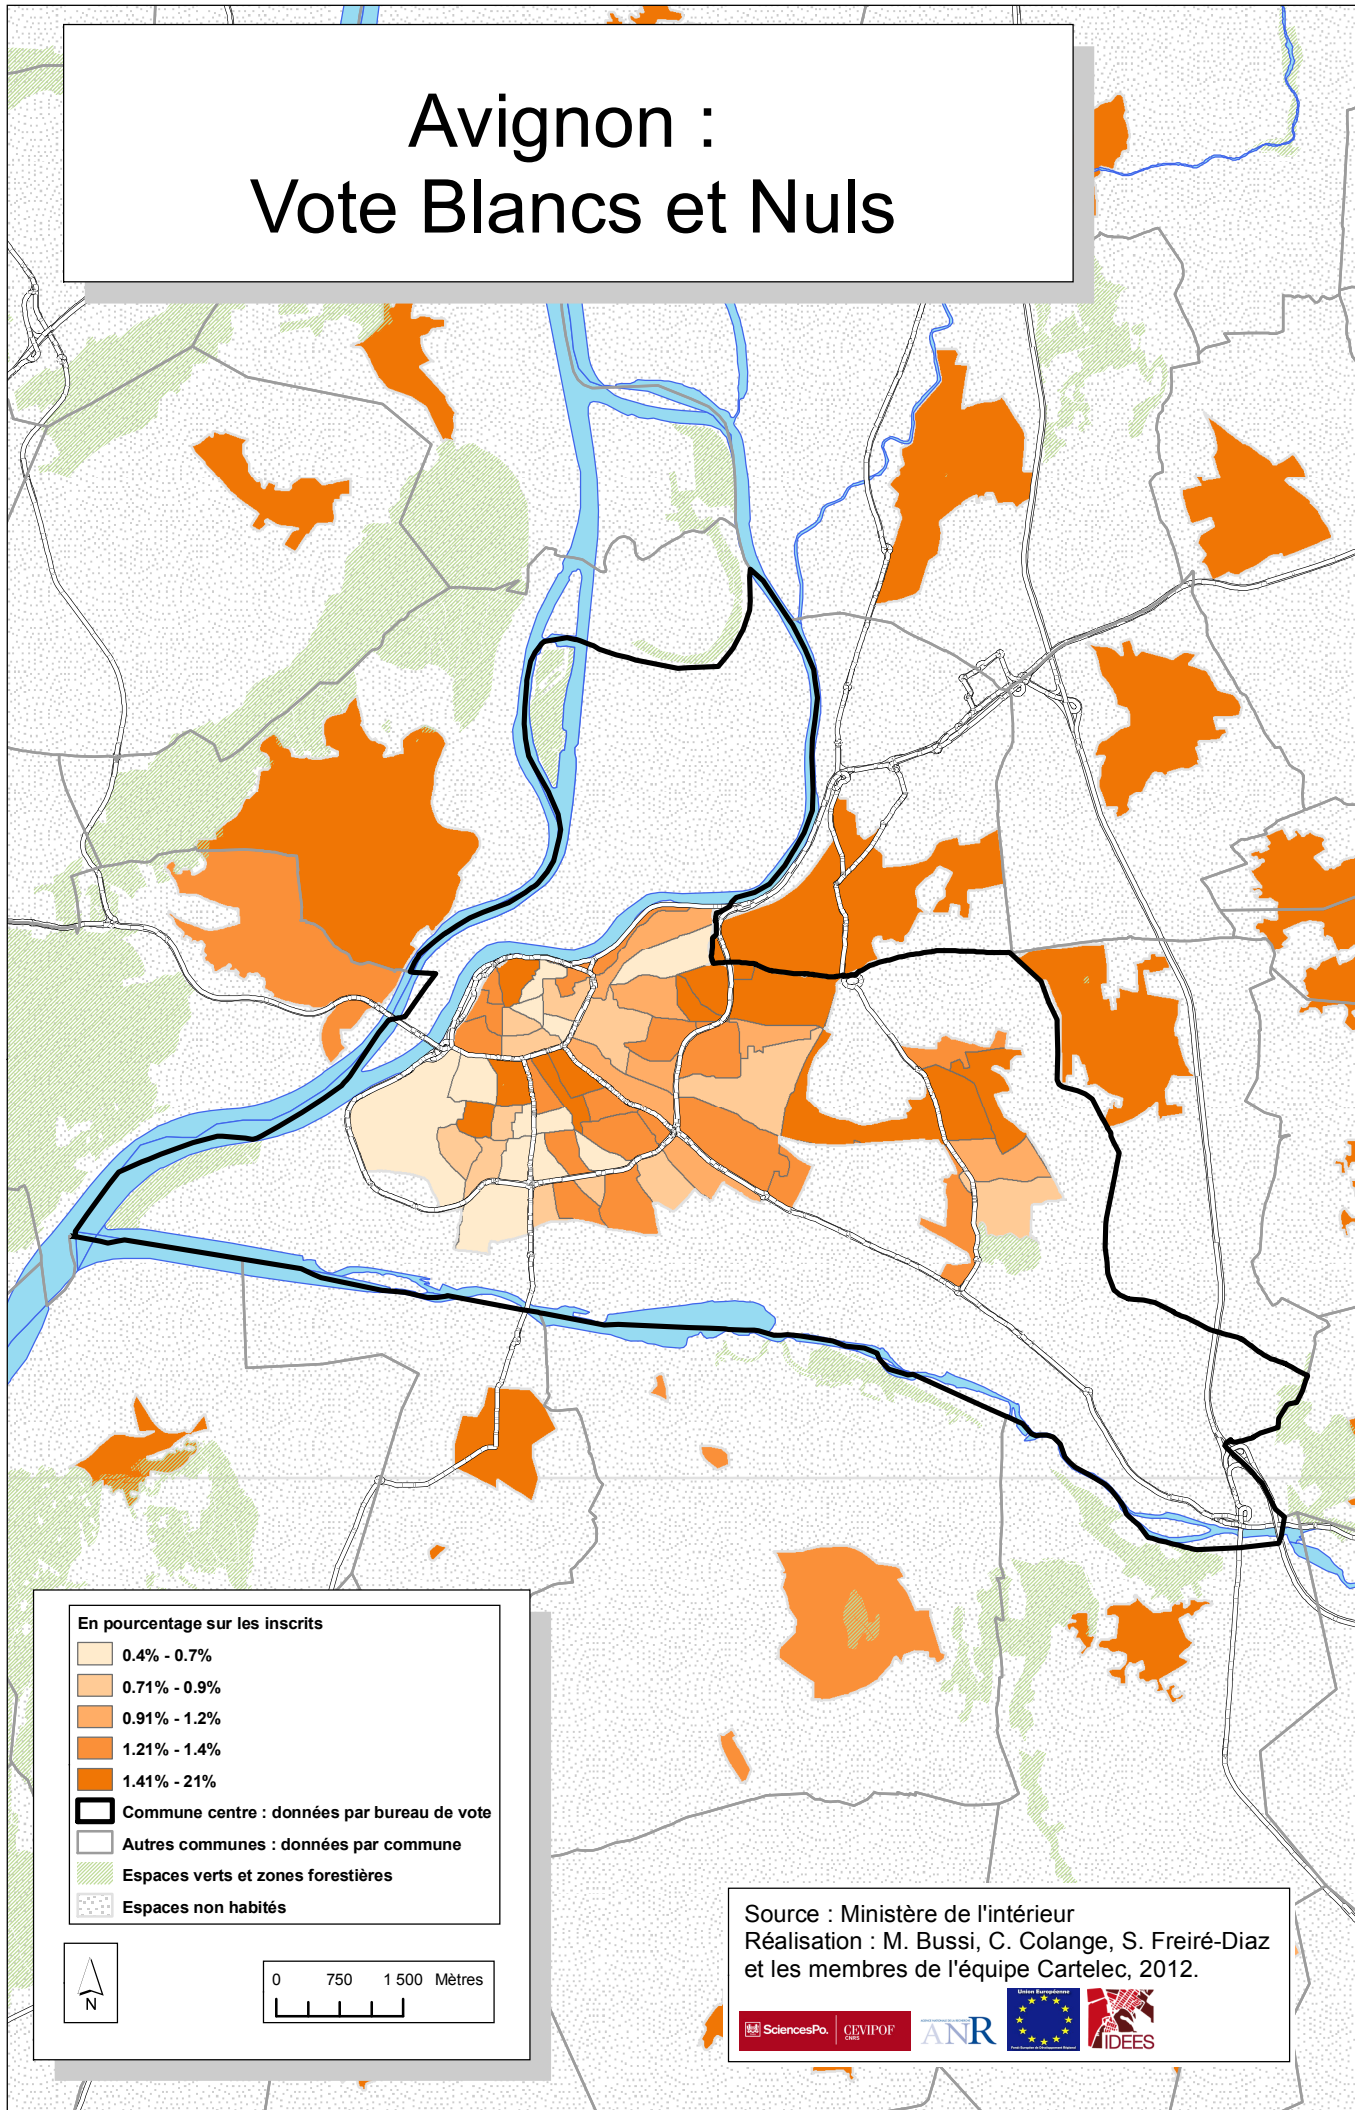 Avignon :
Vote Blancs et Nuls
En pourcentage sur les inscrits
0.4% - 0.7%
0.71% - 0.9%
0.91% - 1.2%
1.21% - 1.4%
1.41% - 21%
Commune centre : données par bureau de vote
Autres communes : données par commune
Espaces verts et zones forestières
Espaces non habités
N
0 750 1 500 Mètres
Source : Ministère de l'intérieur
Réalisation : M. Bussi, C. Colange, S. Freiré-Diaz
et les membres de l'équipe Cartelec, 2012.
SciencesPo. CEVIPOF
CNRS
ANR
Union Européenne
IDEES